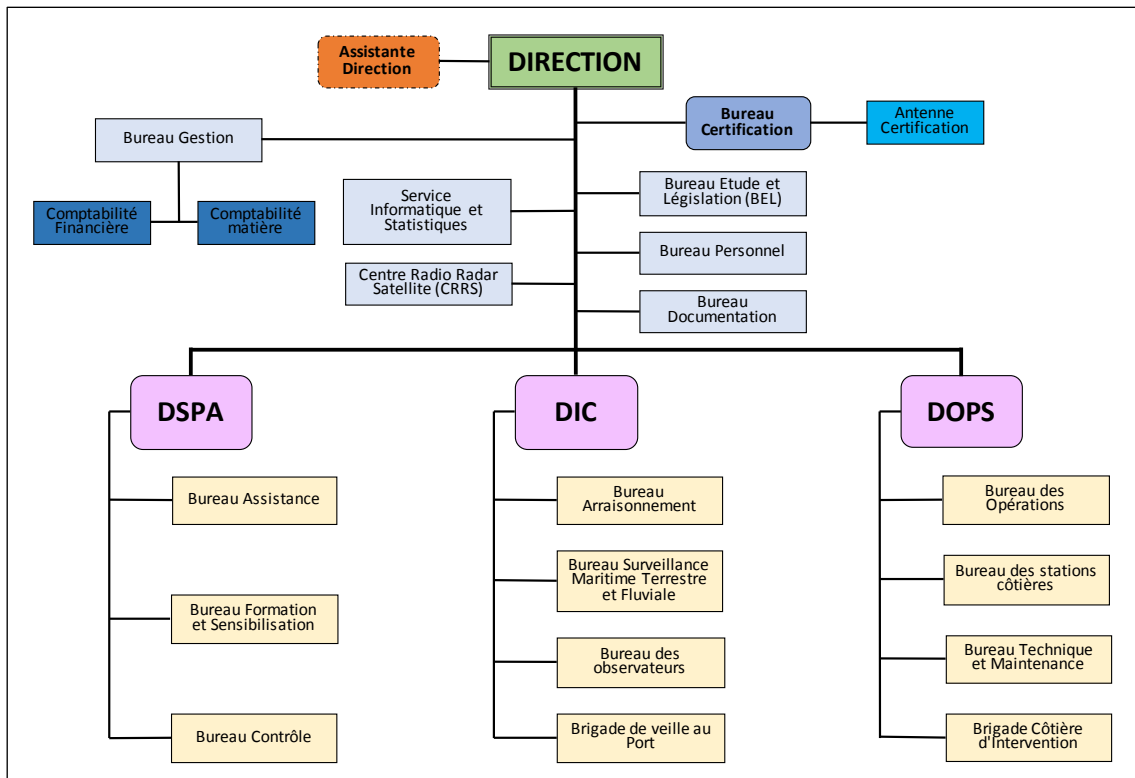 Assistante
Direction
DIRECTION
Bureau Gestion
Bureau
Certification
Antenne
Certification
Comptabilité
Financière
Comptabilité
matière
Service
Informatique et
Statistiques
Bureau Etude et
Législation (BEL)
Bureau Personnel
Centre Radio Radar
Satellite (CRRS)
Bureau
Documentation
DSPA
DIC
DOPS
Bureau Assistance
Bureau Formation
et Sensibilisation
Bureau Contrôle
Bureau
Arraisonnement
Bureau Surveillance
Maritime Terrestre
et Fluviale
Bureau des
observateurs
Brigade de veille au
Port
Bureau des
Opérations
Bureau des stations
côtières
Bureau Technique
et Maintenance
Brigade Côtière
d'Intervention